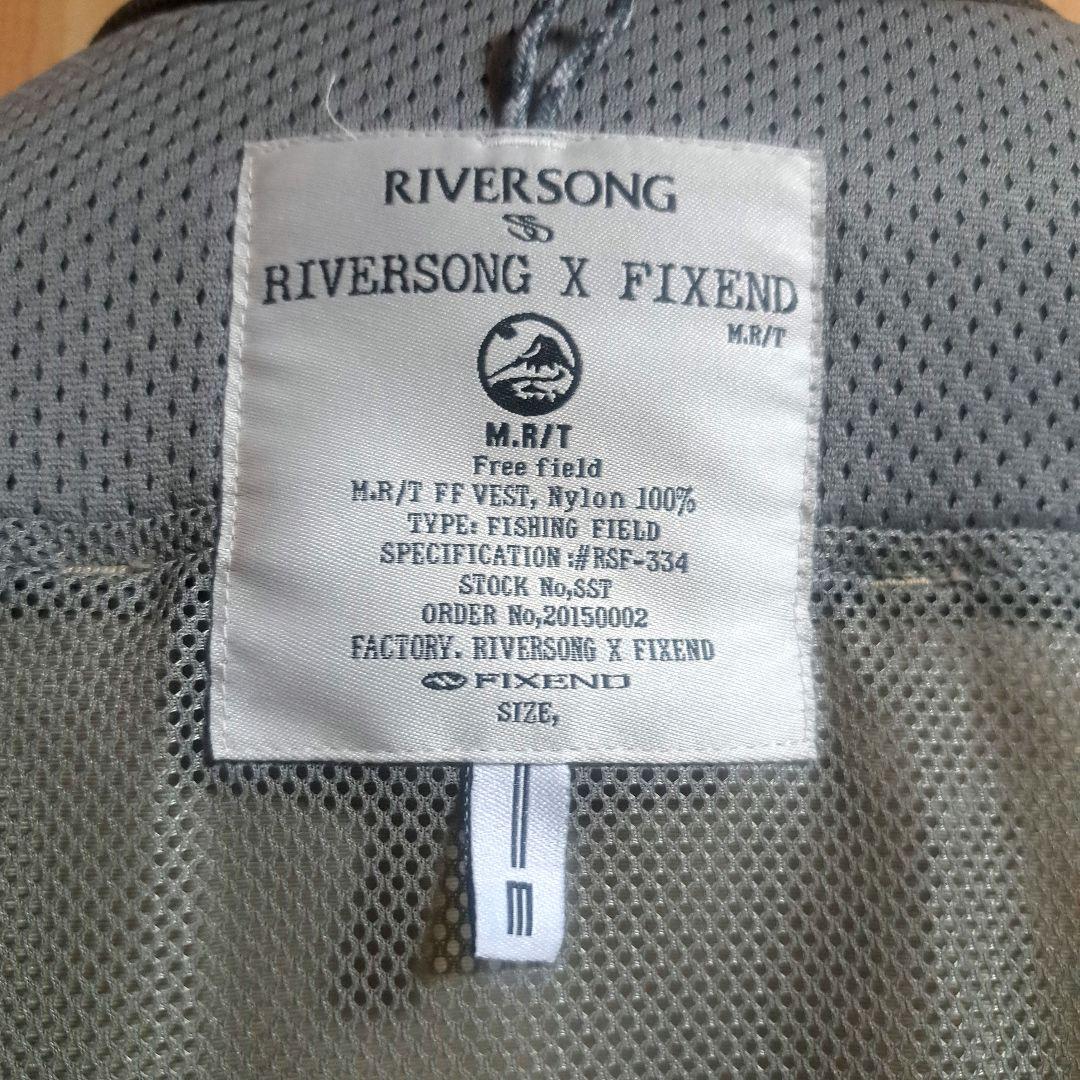 RIVERSONG
RIVERSONG X FIXEND
M.R/T
M.R/T
Free field
M.R/T FF VEST, Nylon 100%
TYPE: FISHING FIELD
SPECIFICATION :#RSF-334
STOCK No,SST
ORDER No,20150002
FACTORY. RIVERSONG X FIXEND
FIXEND
SIZE,